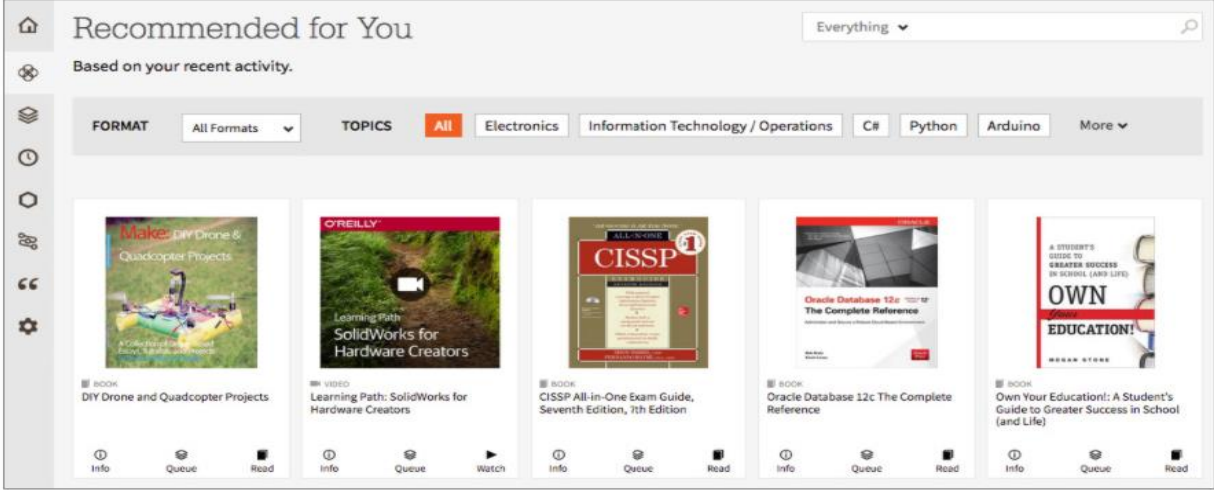 Recommended for You
Everything
Based on your recent activity.
FORMAT
All Formats
TOPICS
All
Electronics
Information Technology / Operations
C#
Python
Arduino
More
Make: DIY Drone &
Quadcopter Projects
BOOK
DIY Drone and Quadcopter Projects
Info
Queue
Read
O'REILLY
Learning Path
SolidWorks for
Hardware Creators
VIDEO
Learning Path: SolidWorks for
Hardware Creators
Info
Queue
Watch
ALL-IN-ONE
#1
CISSP
BOOK
CISSP All-in-One Exam Guide,
Seventh Edition, 7th Edition
Info
Queue
Read
ORACLE
Oracle Database 12c
The Complete Reference
BOOK
Oracle Database 12c The Complete
Reference
Info
Queue
Read
A STUDENT'S
GUIDE TO
GREATER SUCCESS
IN SCHOOL (AND LIFE)
OWN
Your
EDUCATION!
MEGAN STONE
BOOK
Own Your Education!: A Student's
Guide to Greater Success in School
(and Life)
Info
Queue
Read